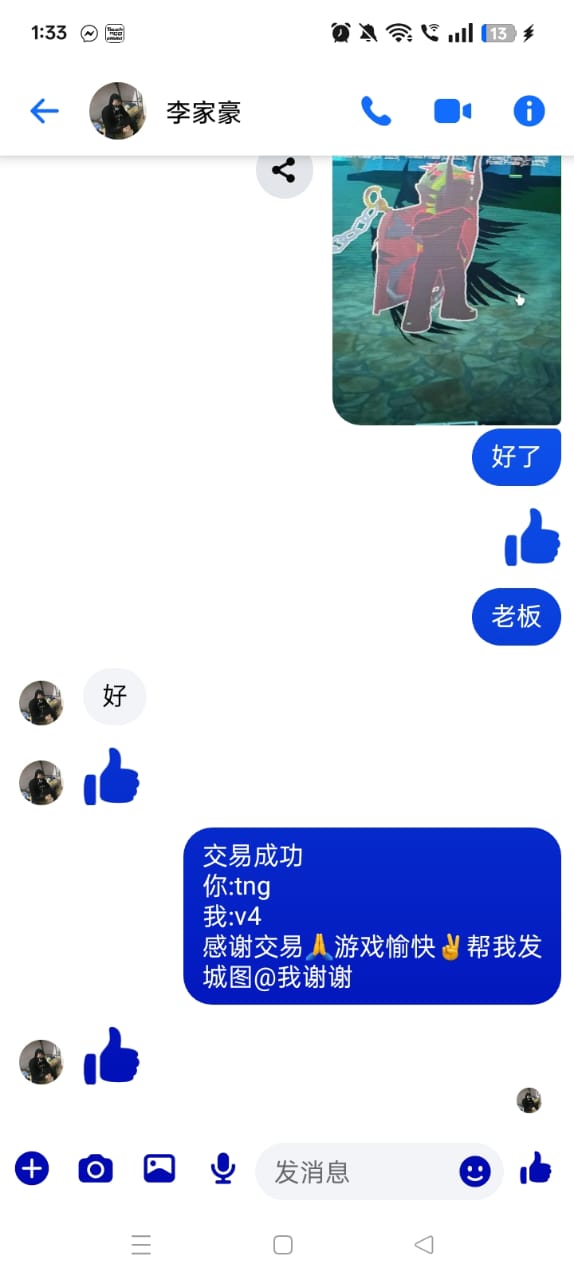 1:33
13
李家豪
好了
老板
好
交易成功
你:tng
我:v4
感谢交易🙏游戏愉快✌️帮我发
城图@我谢谢
发消息